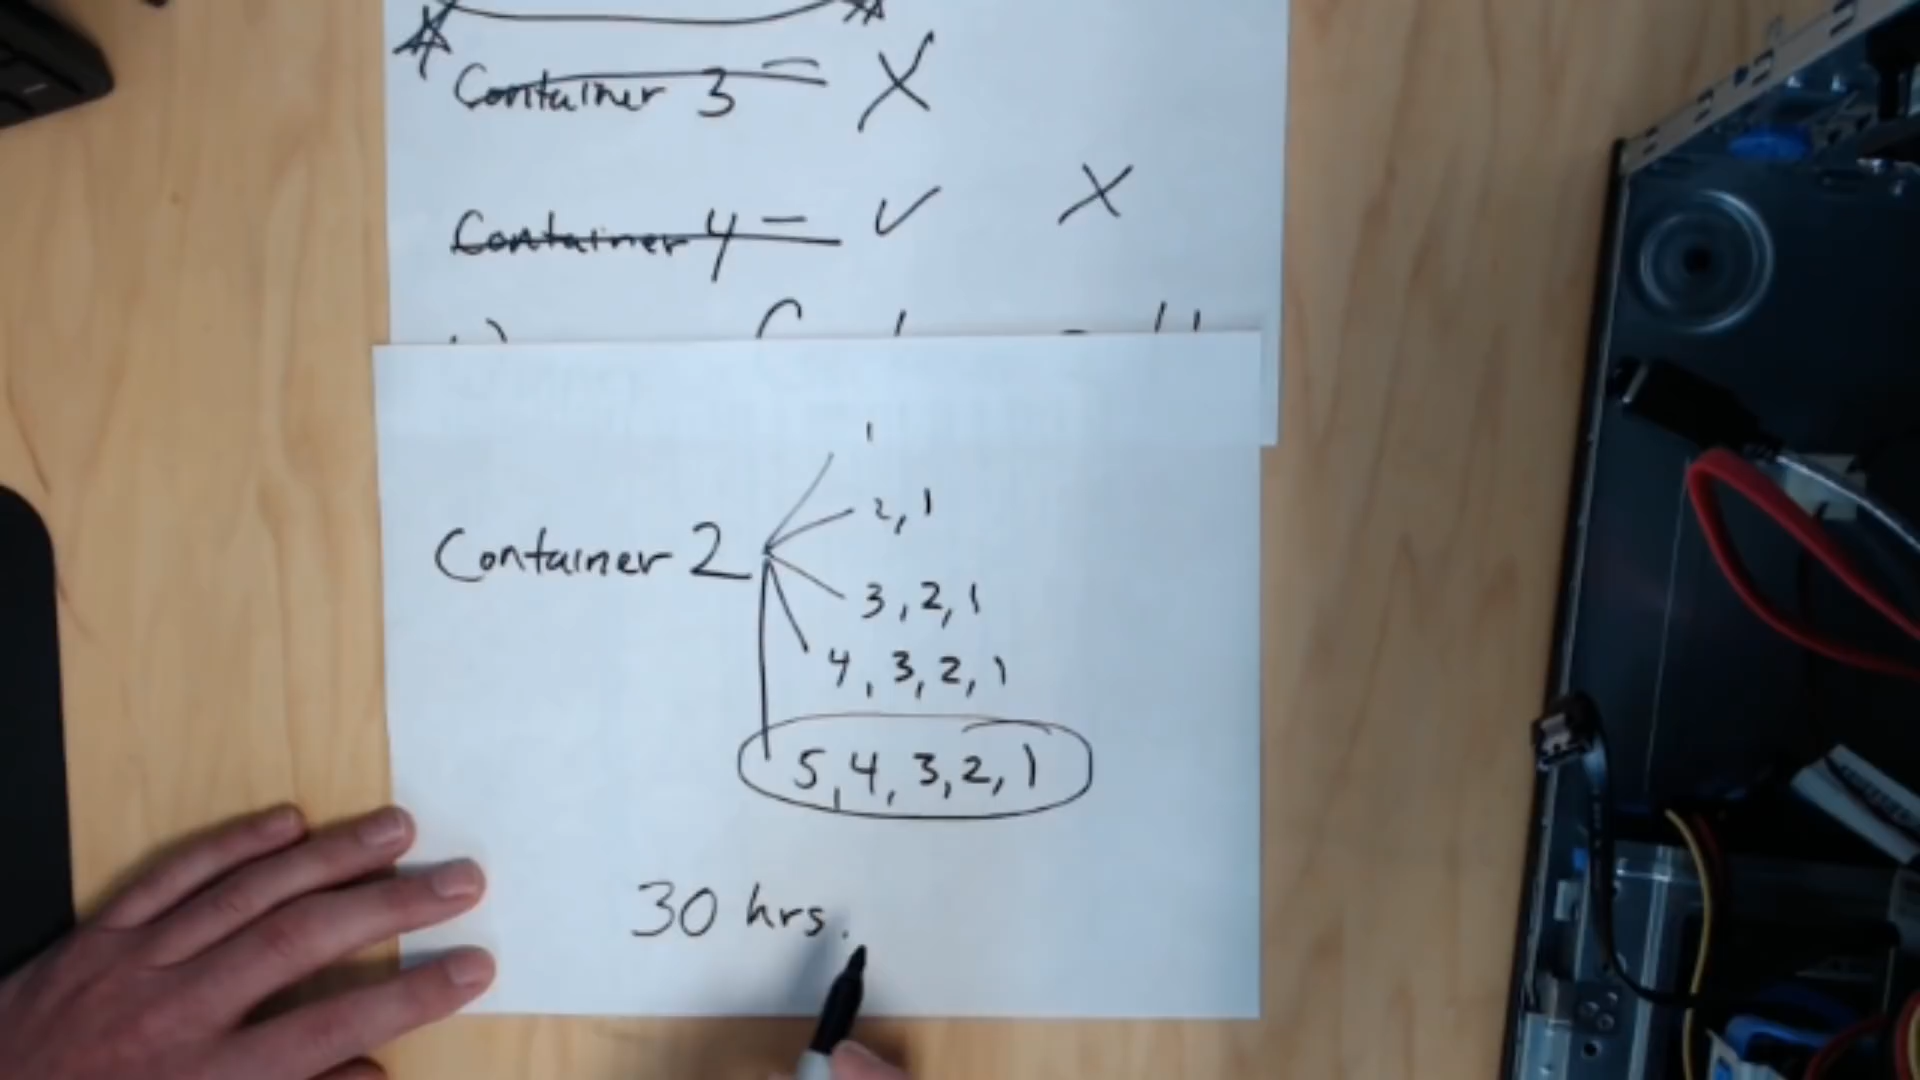 Container 3 – X
Container 4 – ✓ X
1
2, 1
Container 2
3, 2, 1
4, 3, 2, 1
5, 4, 3, 2, 1
30 hrs.